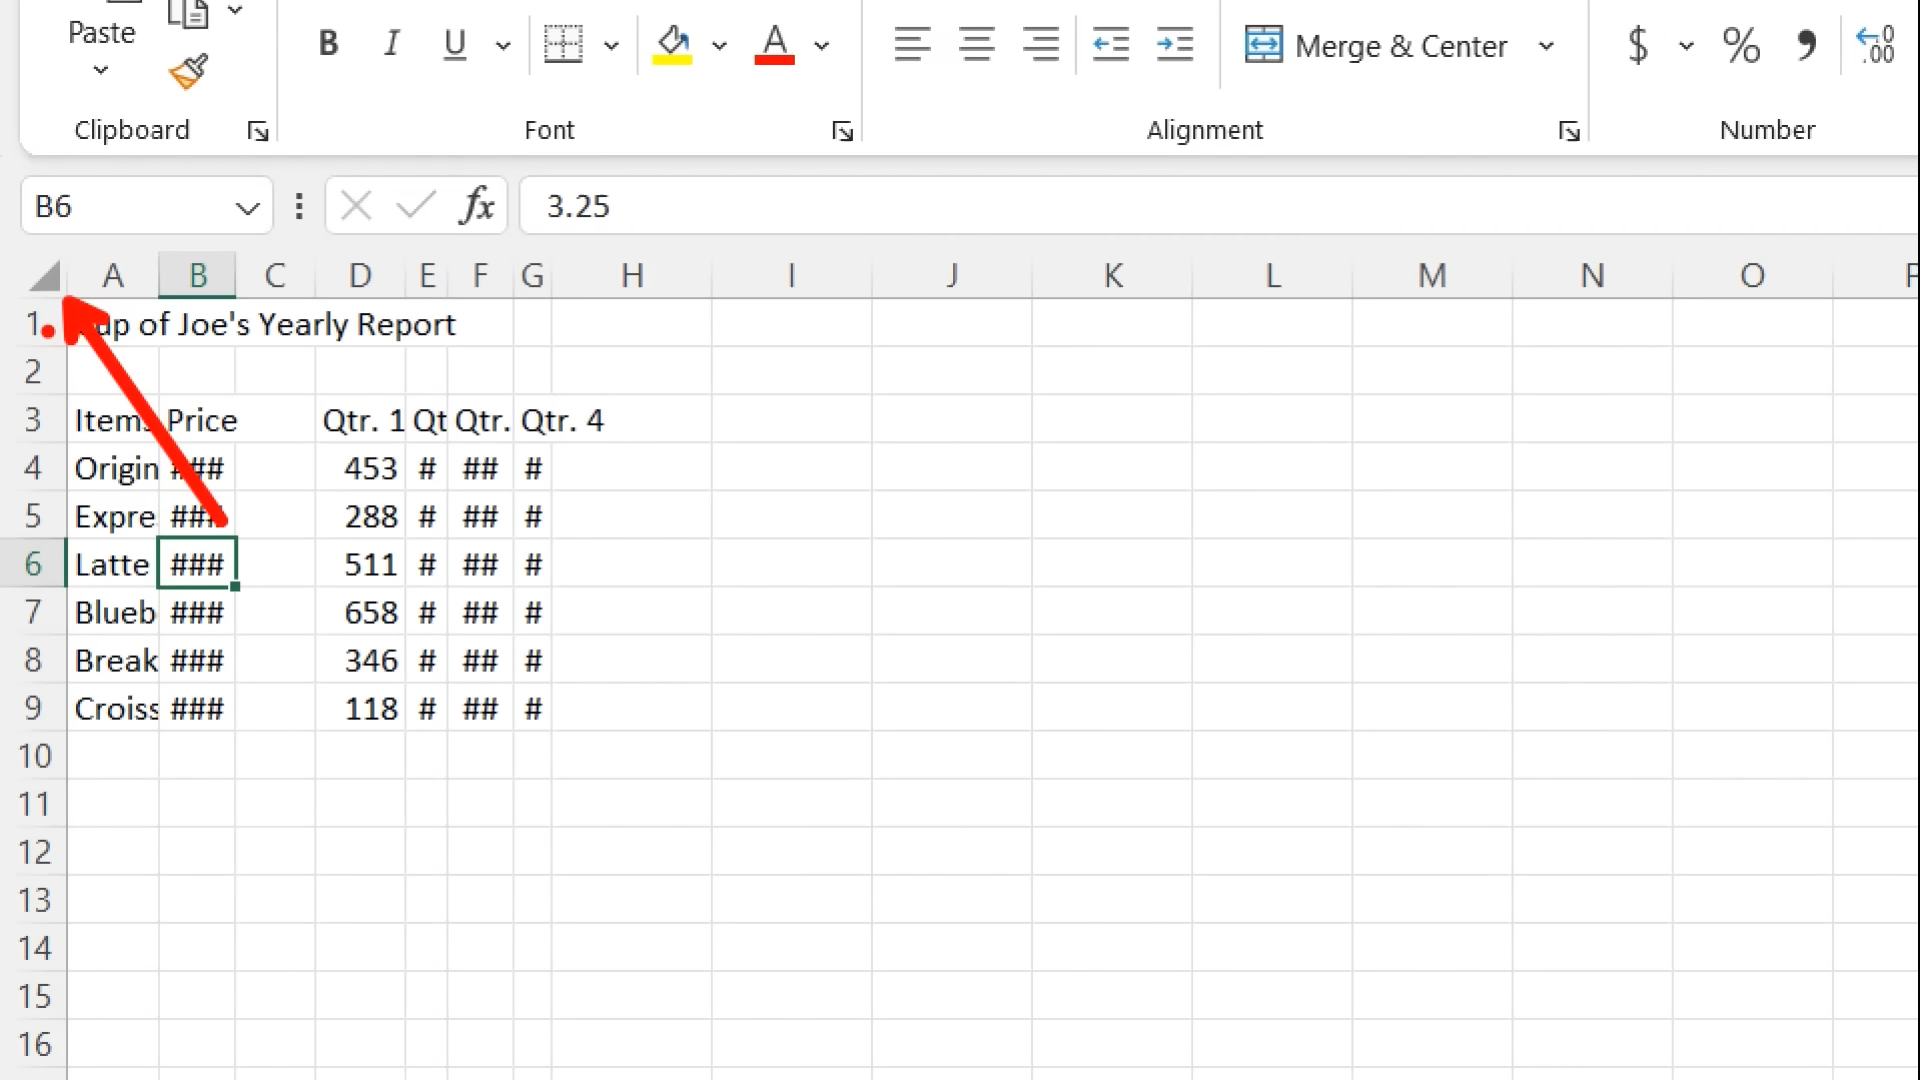 Paste
B I U A Merge & Center $ % , .00
Clipboard Font Alignment Number
B6 fx 3.25
A B C D E F G H I J K L M N O
1 up of Joe's Yearly Report
2
3 Items Price Qtr. 1 Qt Qtr. Qtr. 4
4 Origin ### 453 # ## #
5 Expre ### 288 # ## #
6 Latte ### 511 # ## #
7 Blueb ### 658 # ## #
8 Break ### 346 # ## #
9 Croiss ### 118 # ## #
10
11
12
13
14
15
16